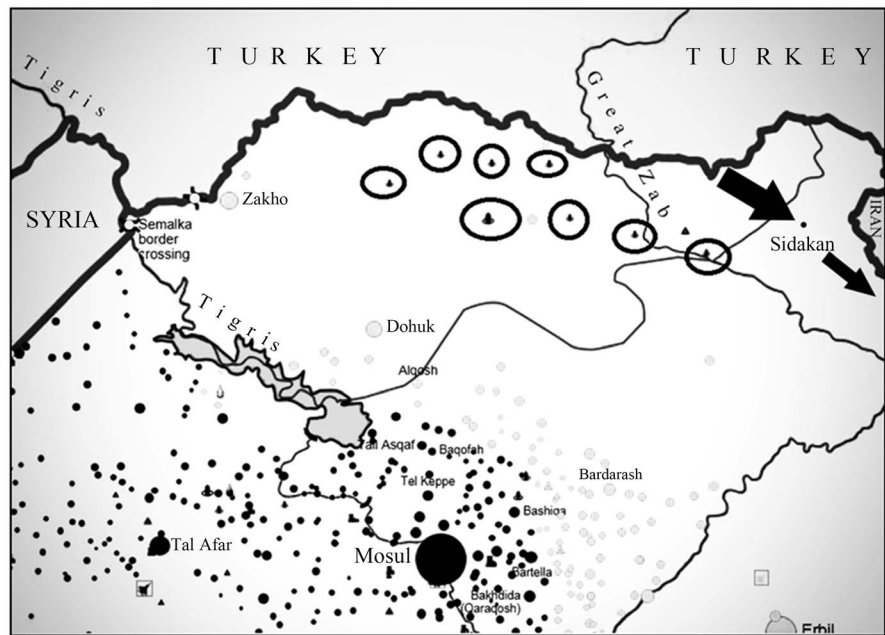 TURKEY
TURKEY
Tigris
Great Zab
IRAN
SYRIA
Zakho
Semalka
border
crossing
Sidakan
Tigris
Dohuk
Alqosh
Tall Asqaf
Baqofah
Tel Keppe
Bardarash
Bashiqa
Tal Afar
Mosul
Bartella
Bakhdida
(Qaraqosh)
Erbil